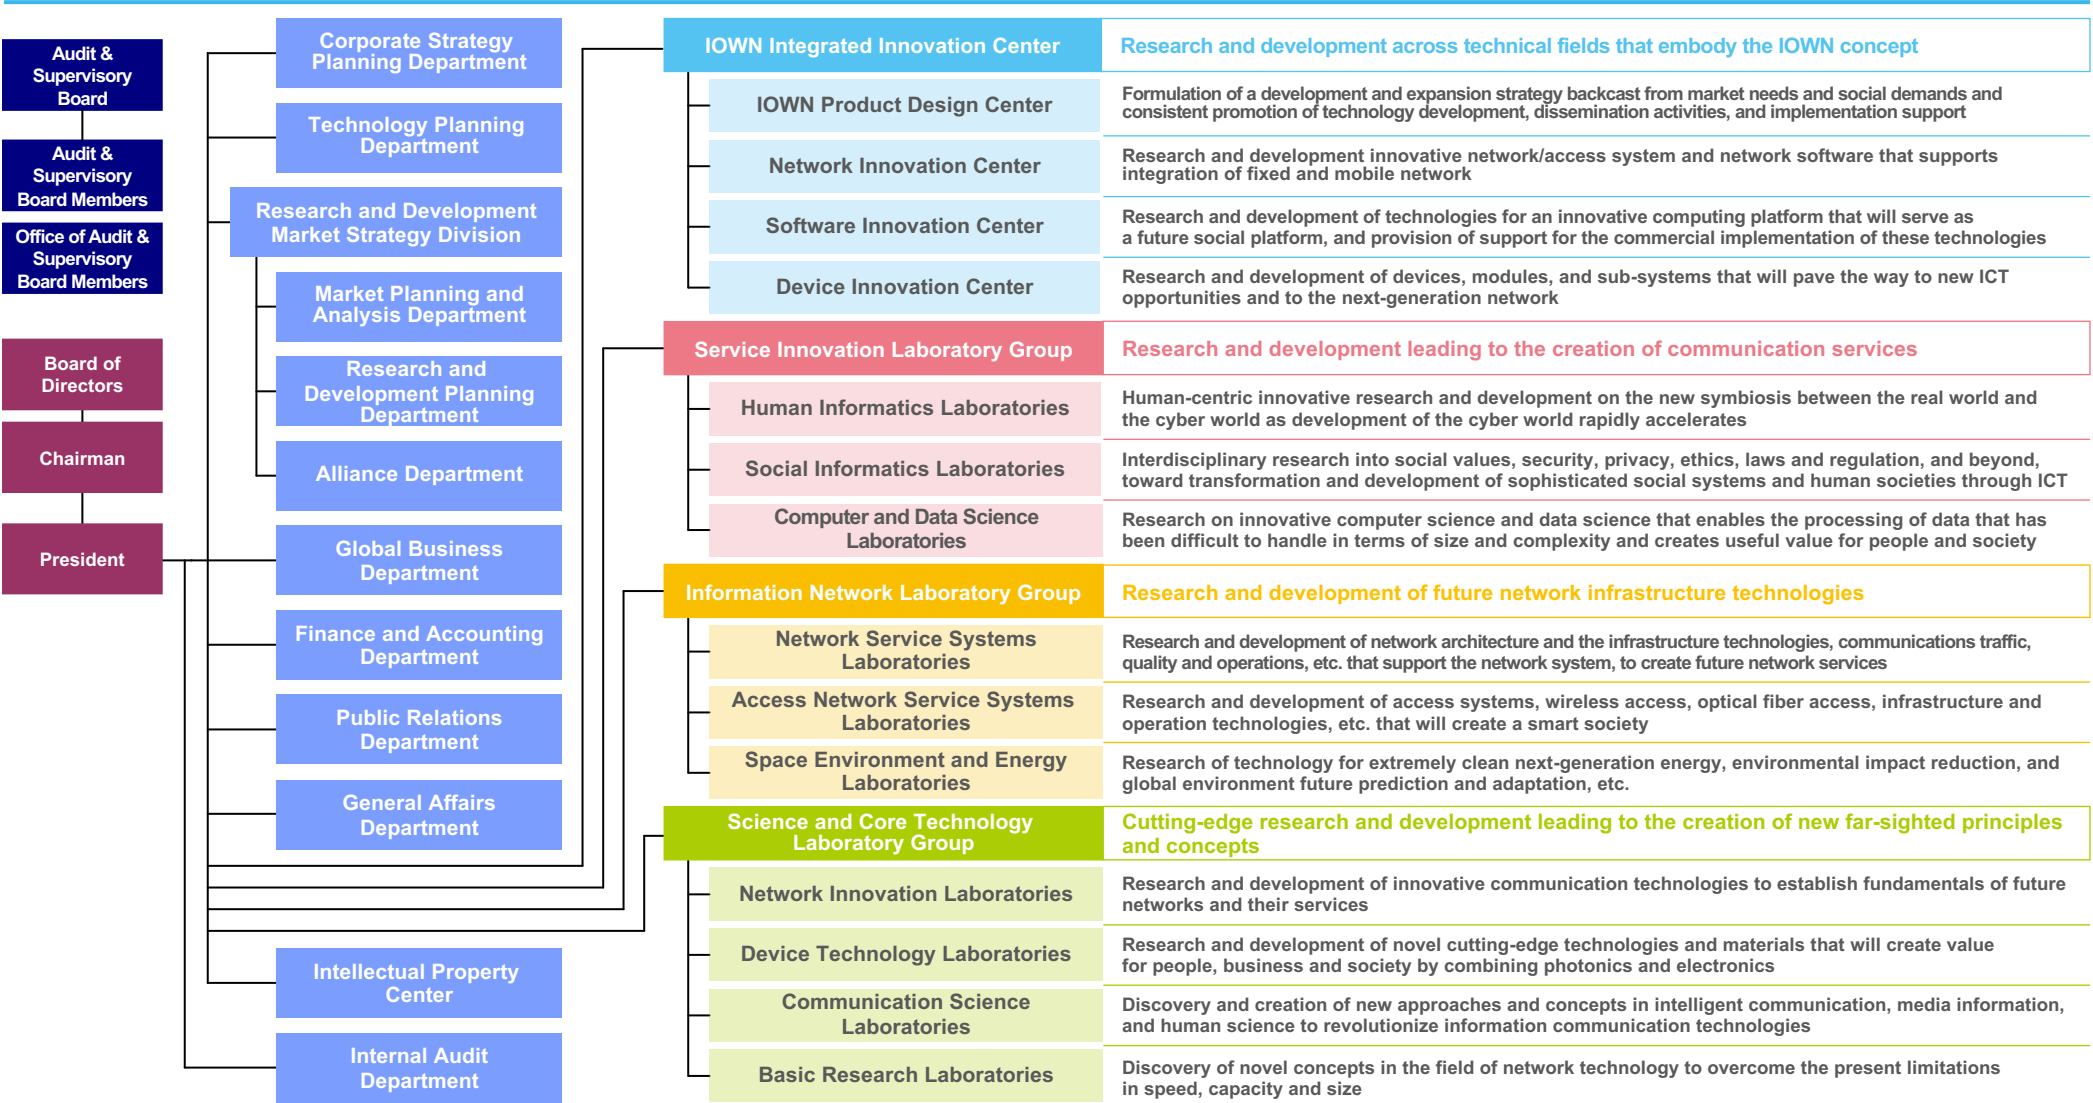 Audit &
Supervisory
Board
Audit &
Supervisory
Board Members
Office of Audit &
Supervisory
Board Members
Board of
Directors
Chairman
President
Corporate Strategy
Planning Department
Technology Planning
Department
Research and Development
Market Strategy Division
Market Planning and
Analysis Department
Research and
Development Planning
Department
Alliance Department
Global Business
Department
Finance and Accounting
Department
Public Relations
Department
General Affairs
Department
Intellectual Property
Center
Internal Audit
Department
IOWN Integrated Innovation Center
Research and development across technical fields that embody the IOWN concept
IOWN Product Design Center
Formulation of a development and expansion strategy backcast from market needs and social demands and
consistent promotion of technology development, dissemination activities, and implementation support
Network Innovation Center
Research and development innovative network/access system and network software that supports
integration of fixed and mobile network
Software Innovation Center
Research and development of technologies for an innovative computing platform that will serve as
a future social platform, and provision of support for the commercial implementation of these technologies
Device Innovation Center
Research and development of devices, modules, and sub-systems that will pave the way to new ICT
opportunities and to the next-generation network
Service Innovation Laboratory Group
Research and development leading to the creation of communication services
Human Informatics Laboratories
Human-centric innovative research and development on the new symbiosis between the real world and
the cyber world as development of the cyber world rapidly accelerates
Social Informatics Laboratories
Interdisciplinary research into social values, security, privacy, ethics, laws and regulation, and beyond,
toward transformation and development of sophisticated social systems and human societies through ICT
Computer and Data Science
Laboratories
Research on innovative computer science and data science that enables the processing of data that has
been difficult to handle in terms of size and complexity and creates useful value for people and society
Information Network Laboratory Group
Research and development of future network infrastructure technologies
Network Service Systems
Laboratories
Research and development of network architecture and the infrastructure technologies, communications traffic,
quality and operations, etc. that support the network system, to create future network services
Access Network Service Systems
Laboratories
Research and development of access systems, wireless access, optical fiber access, infrastructure and
operation technologies, etc. that will create a smart society
Space Environment and Energy
Laboratories
Research of technology for extremely clean next-generation energy, environmental impact reduction, and
global environment future prediction and adaptation, etc.
Science and Core Technology
Laboratory Group
Cutting-edge research and development leading to the creation of new far-sighted principles
and concepts
Network Innovation Laboratories
Research and development of innovative communication technologies to establish fundamentals of future
networks and their services
Device Technology Laboratories
Research and development of novel cutting-edge technologies and materials that will create value
for people, business and society by combining photonics and electronics
Communication Science
Laboratories
Discovery and creation of new approaches and concepts in intelligent communication, media information,
and human science to revolutionize information communication technologies
Basic Research Laboratories
Discovery of novel concepts in the field of network technology to overcome the present limitations
in speed, capacity and size